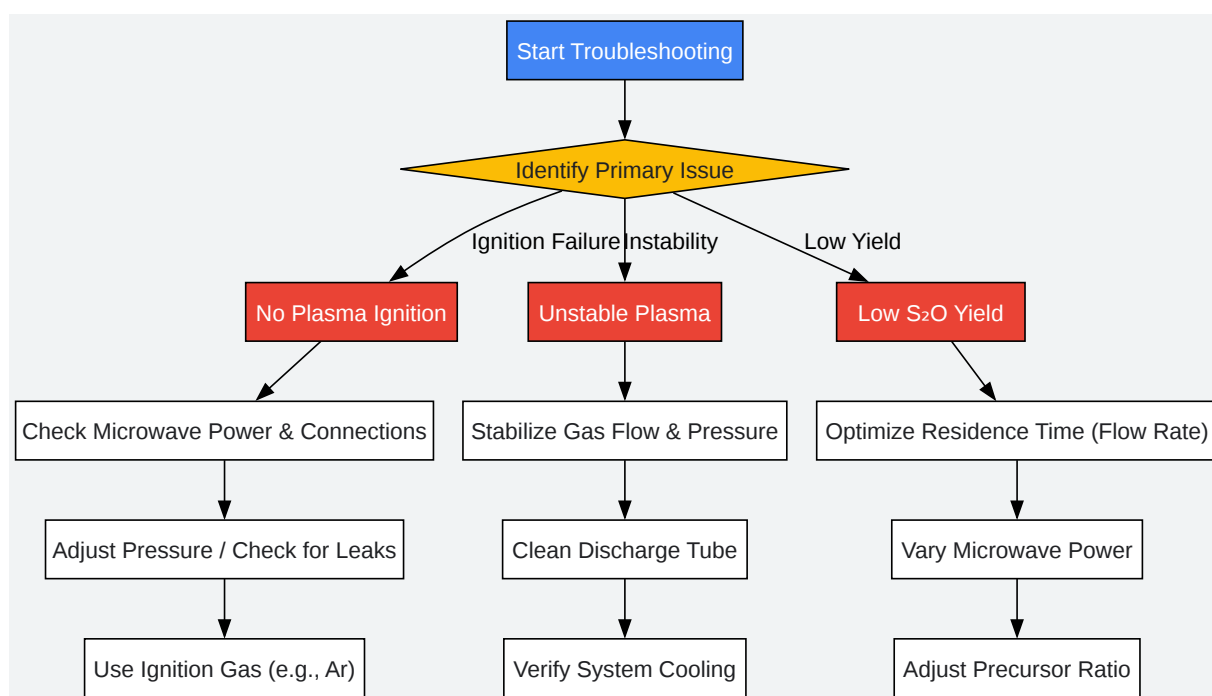 Start Troubleshooting
Identify Primary Issue
Ignition Failure
Instability
Low Yield
No Plasma Ignition
Unstable Plasma
Low S₂O Yield
Check Microwave Power & Connections
Stabilize Gas Flow & Pressure
Optimize Residence Time (Flow Rate)
Adjust Pressure / Check for Leaks
Clean Discharge Tube
Vary Microwave Power
Use Ignition Gas (e.g., Ar)
Verify System Cooling
Adjust Precursor Ratio